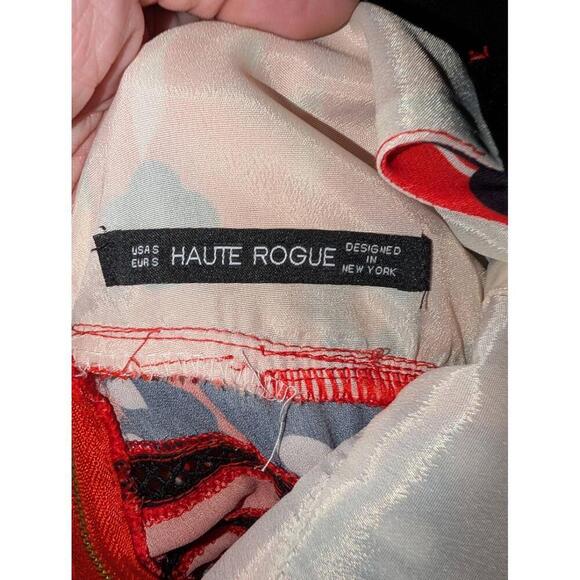 USA S
EUR S
HAUTE ROGUE
DESIGNED
IN
NEW YORK